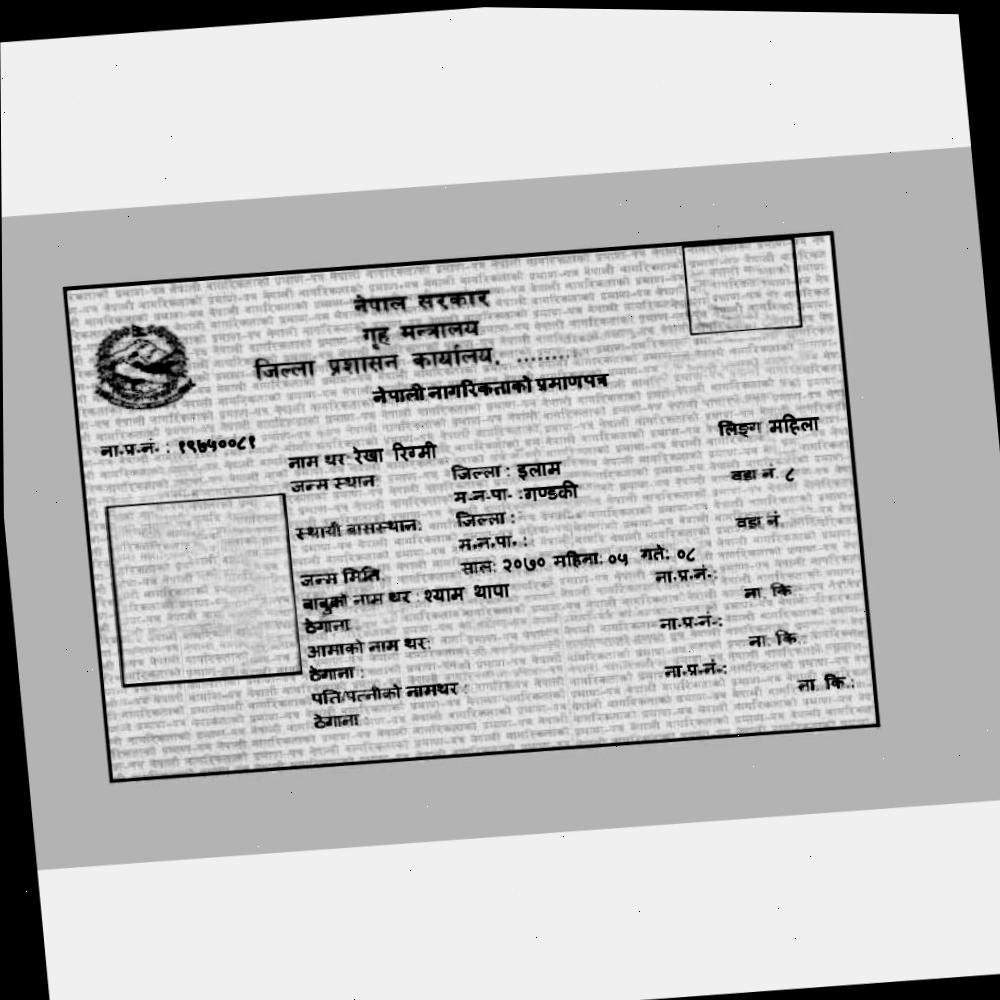 नेपाल सरकार
गृह मन्त्रालय
जिल्ला प्रशासन कार्यालय, ........
नेपाली नागरिकताको प्रमाणपत्र
ना.प्र.नं. : १९७५००८१
लिङ्ग महिला
नाम थर: रेखा रिग्मी
जन्म स्थान: जिल्ला : इलाम वडा नं. ८
म.न.पा. : गण्डकी
स्थायी बासस्थान: जिल्ला : वडा नं.
म.न.पा. :
जन्म मिति: साल: २०७० महिना: ०५ गते: ०८
बाबुको नाम थर : श्याम थापा ना.प्र.नं.:
ठेगाना : ना. कि :
आमाको नाम थर: ना.प्र.नं.:
ठेगाना : ना. कि.:
पति/पत्नीको नामथर : ना.प्र.नं.:
ठेगाना : ना. कि.: